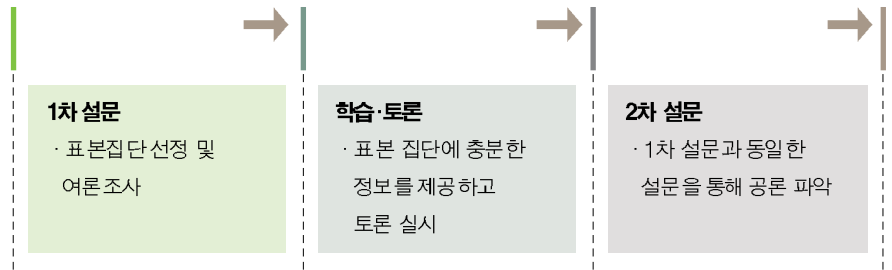 1차 설문
· 표본집단 선정 및
여론조사
학습·토론
· 표본 집단에 충분한
정보를 제공하고
토론 실시
2차 설문
· 1차 설문과 동일한
설문을 통해 공론 파악